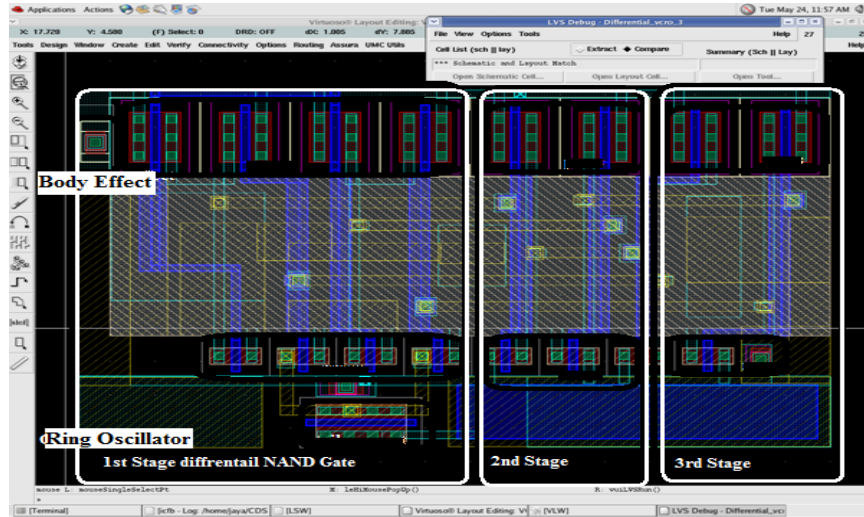 Applications Actions
Tue May 24, 11:57 AM
Virtuoso® Layout Editing: V
LVS Debug - Differential_vcro_3
X: 17.720 Y: 4.580 (F) Select: 0 DRD: OFF dX: 1.005 dY: 7.885
File View Options Tools Help 27
Tools Design Window Create Edit Verify Connectivity Options Routing Assura UMC Utils
Help
Cell List (sch || lay) Extract Compare Summary (Sch || Lay)
*** Schematic and Layout Match
Open Schematic Cell... Open Layout Cell... Open Tool...
Body Effect
[abcd]
Ring Oscillator
1st Stage diffrentail NAND Gate
2nd Stage
3rd Stage
mouse L: mouseSingleSelectPt M: leHiMousePopUp() R: vuiLVSRun()
>
[Terminal] [icfb - Log: /home/jaya/CDS [LSW] Virtuoso® Layout Editing: Vi [VLW] LVS Debug - Differential_vc